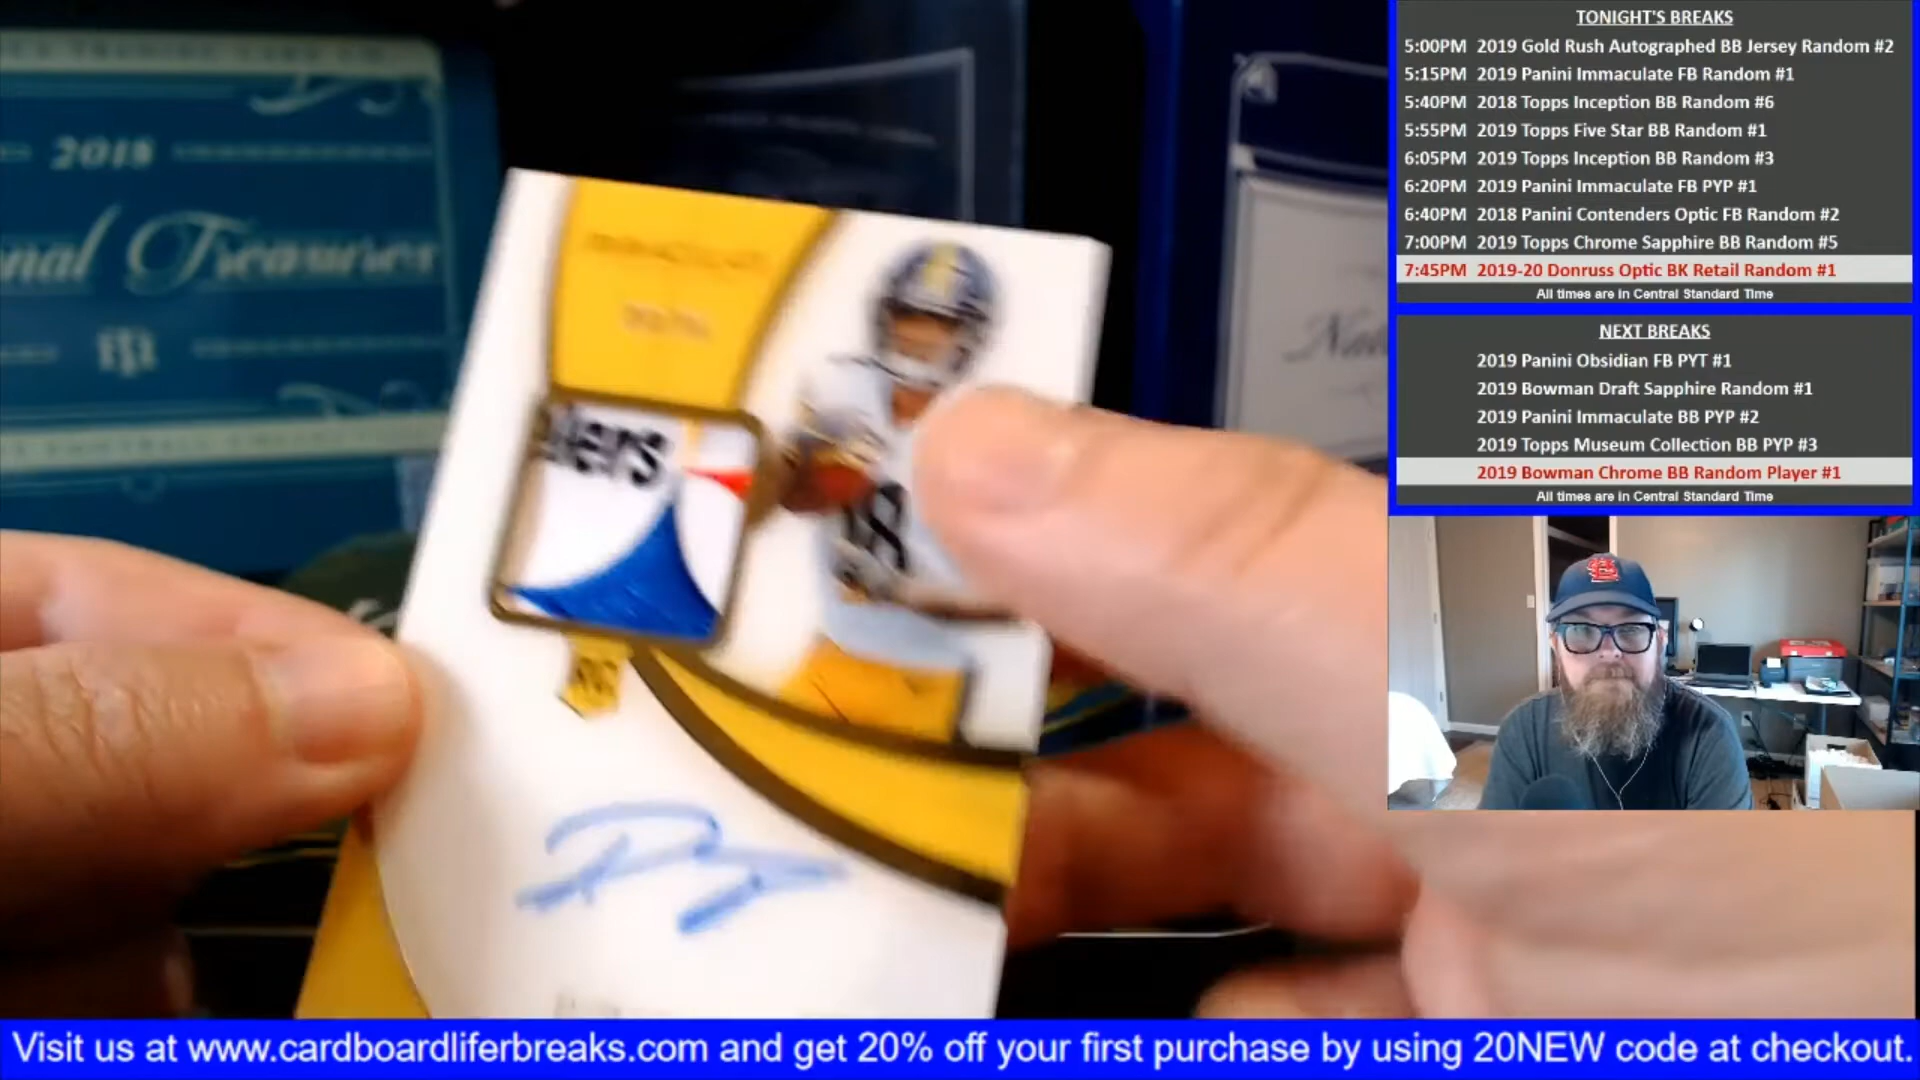 2018
nal Treasures
lers
8
TONIGHT'S BREAKS
5:00PM 2019 Gold Rush Autographed BB Jersey Random #2
5:15PM 2019 Panini Immaculate FB Random #1
5:40PM 2018 Topps Inception BB Random #6
5:55PM 2019 Topps Five Star BB Random #1
6:05PM 2019 Topps Inception BB Random #3
6:20PM 2019 Panini Immaculate FB PYP #1
6:40PM 2018 Panini Contenders Optic FB Random #2
7:00PM 2019 Topps Chrome Sapphire BB Random #5
7:45PM 2019-20 Donruss Optic BK Retail Random #1
All times are in Central Standard Time
NEXT BREAKS
2019 Panini Obsidian FB PYT #1
2019 Bowman Draft Sapphire Random #1
2019 Panini Immaculate BB PYP #2
2019 Topps Museum Collection BB PYP #3
2019 Bowman Chrome BB Random Player #1
All times are in Central Standard Time
Visit us at www.cardboardliferbreaks.com and get 20% off your first purchase by using 20NEW code at checkout.